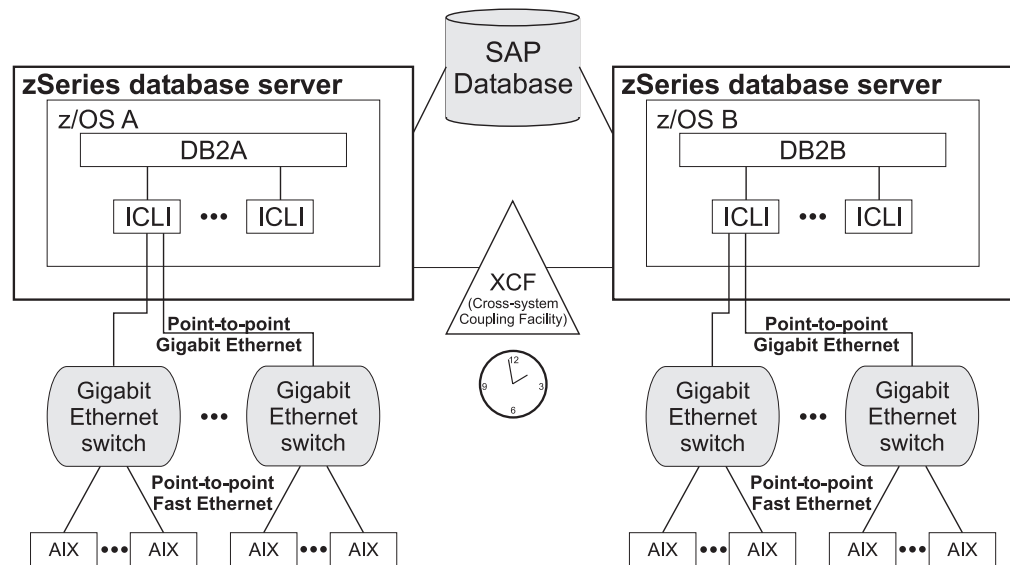 SAP
Database
zSeries database server
z/OS A
DB2A
ICLI ••• ICLI
zSeries database server
z/OS B
DB2B
ICLI ••• ICLI
XCF
(Cross-system
Coupling Facility)
12
9 3
6
Point-to-point
Gigabit Ethernet
Gigabit
Ethernet
switch
•••
Gigabit
Ethernet
switch
Point-to-point
Fast Ethernet
AIX ••• AIX
AIX ••• AIX
Point-to-point
Gigabit Ethernet
Gigabit
Ethernet
switch
•••
Gigabit
Ethernet
switch
Point-to-point
Fast Ethernet
AIX ••• AIX
AIX ••• AIX